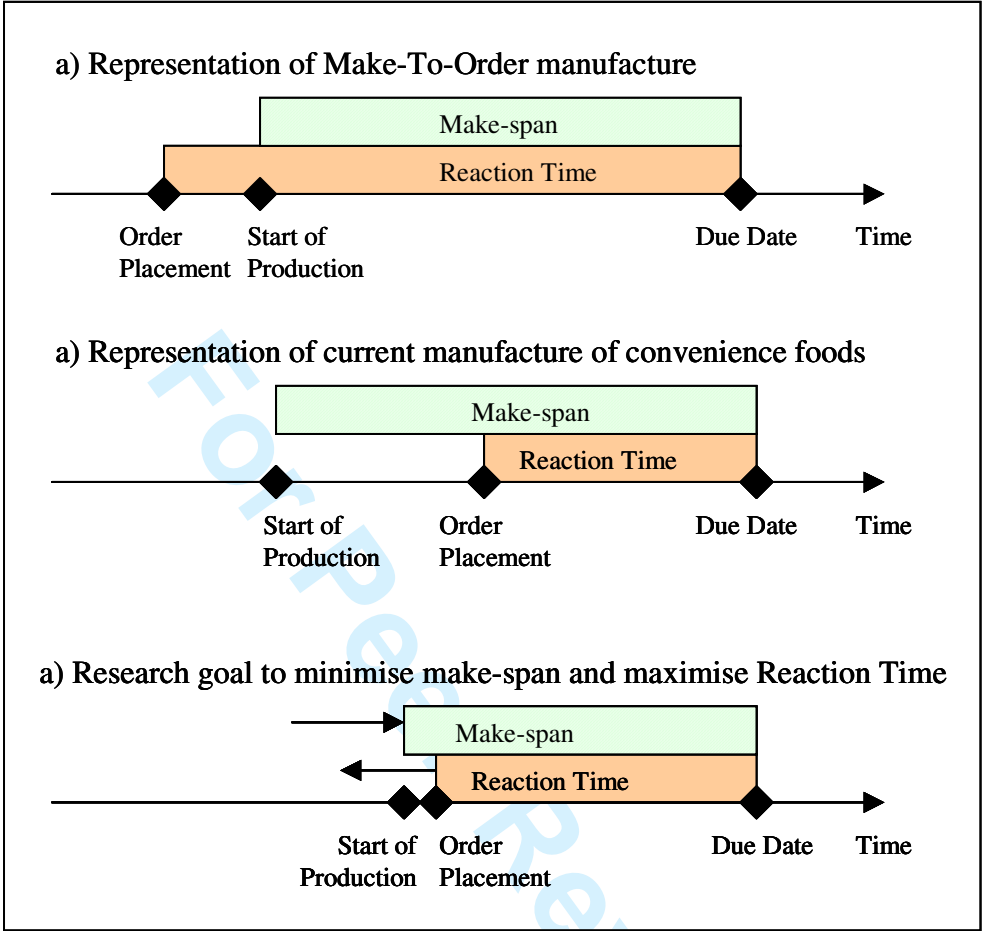 a) Representation of Make-To-Order manufacture
Make-span
Reaction Time
Order Placement
Start of Production
Due Date
Time
a) Representation of current manufacture of convenience foods
Make-span
Reaction Time
Start of Production
Order Placement
Due Date
Time
a) Research goal to minimise make-span and maximise Reaction Time
Make-span
Reaction Time
Start of Production
Order Placement
Due Date
Time
For Peer Rev